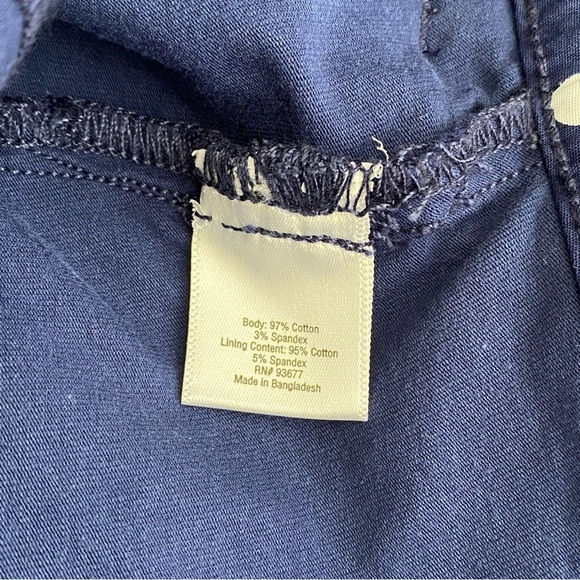 Body: 97% Cotton
3% Spandex
Lining Content: 95% Cotton
5% Spandex
RN# 93677
Made in Bangladesh